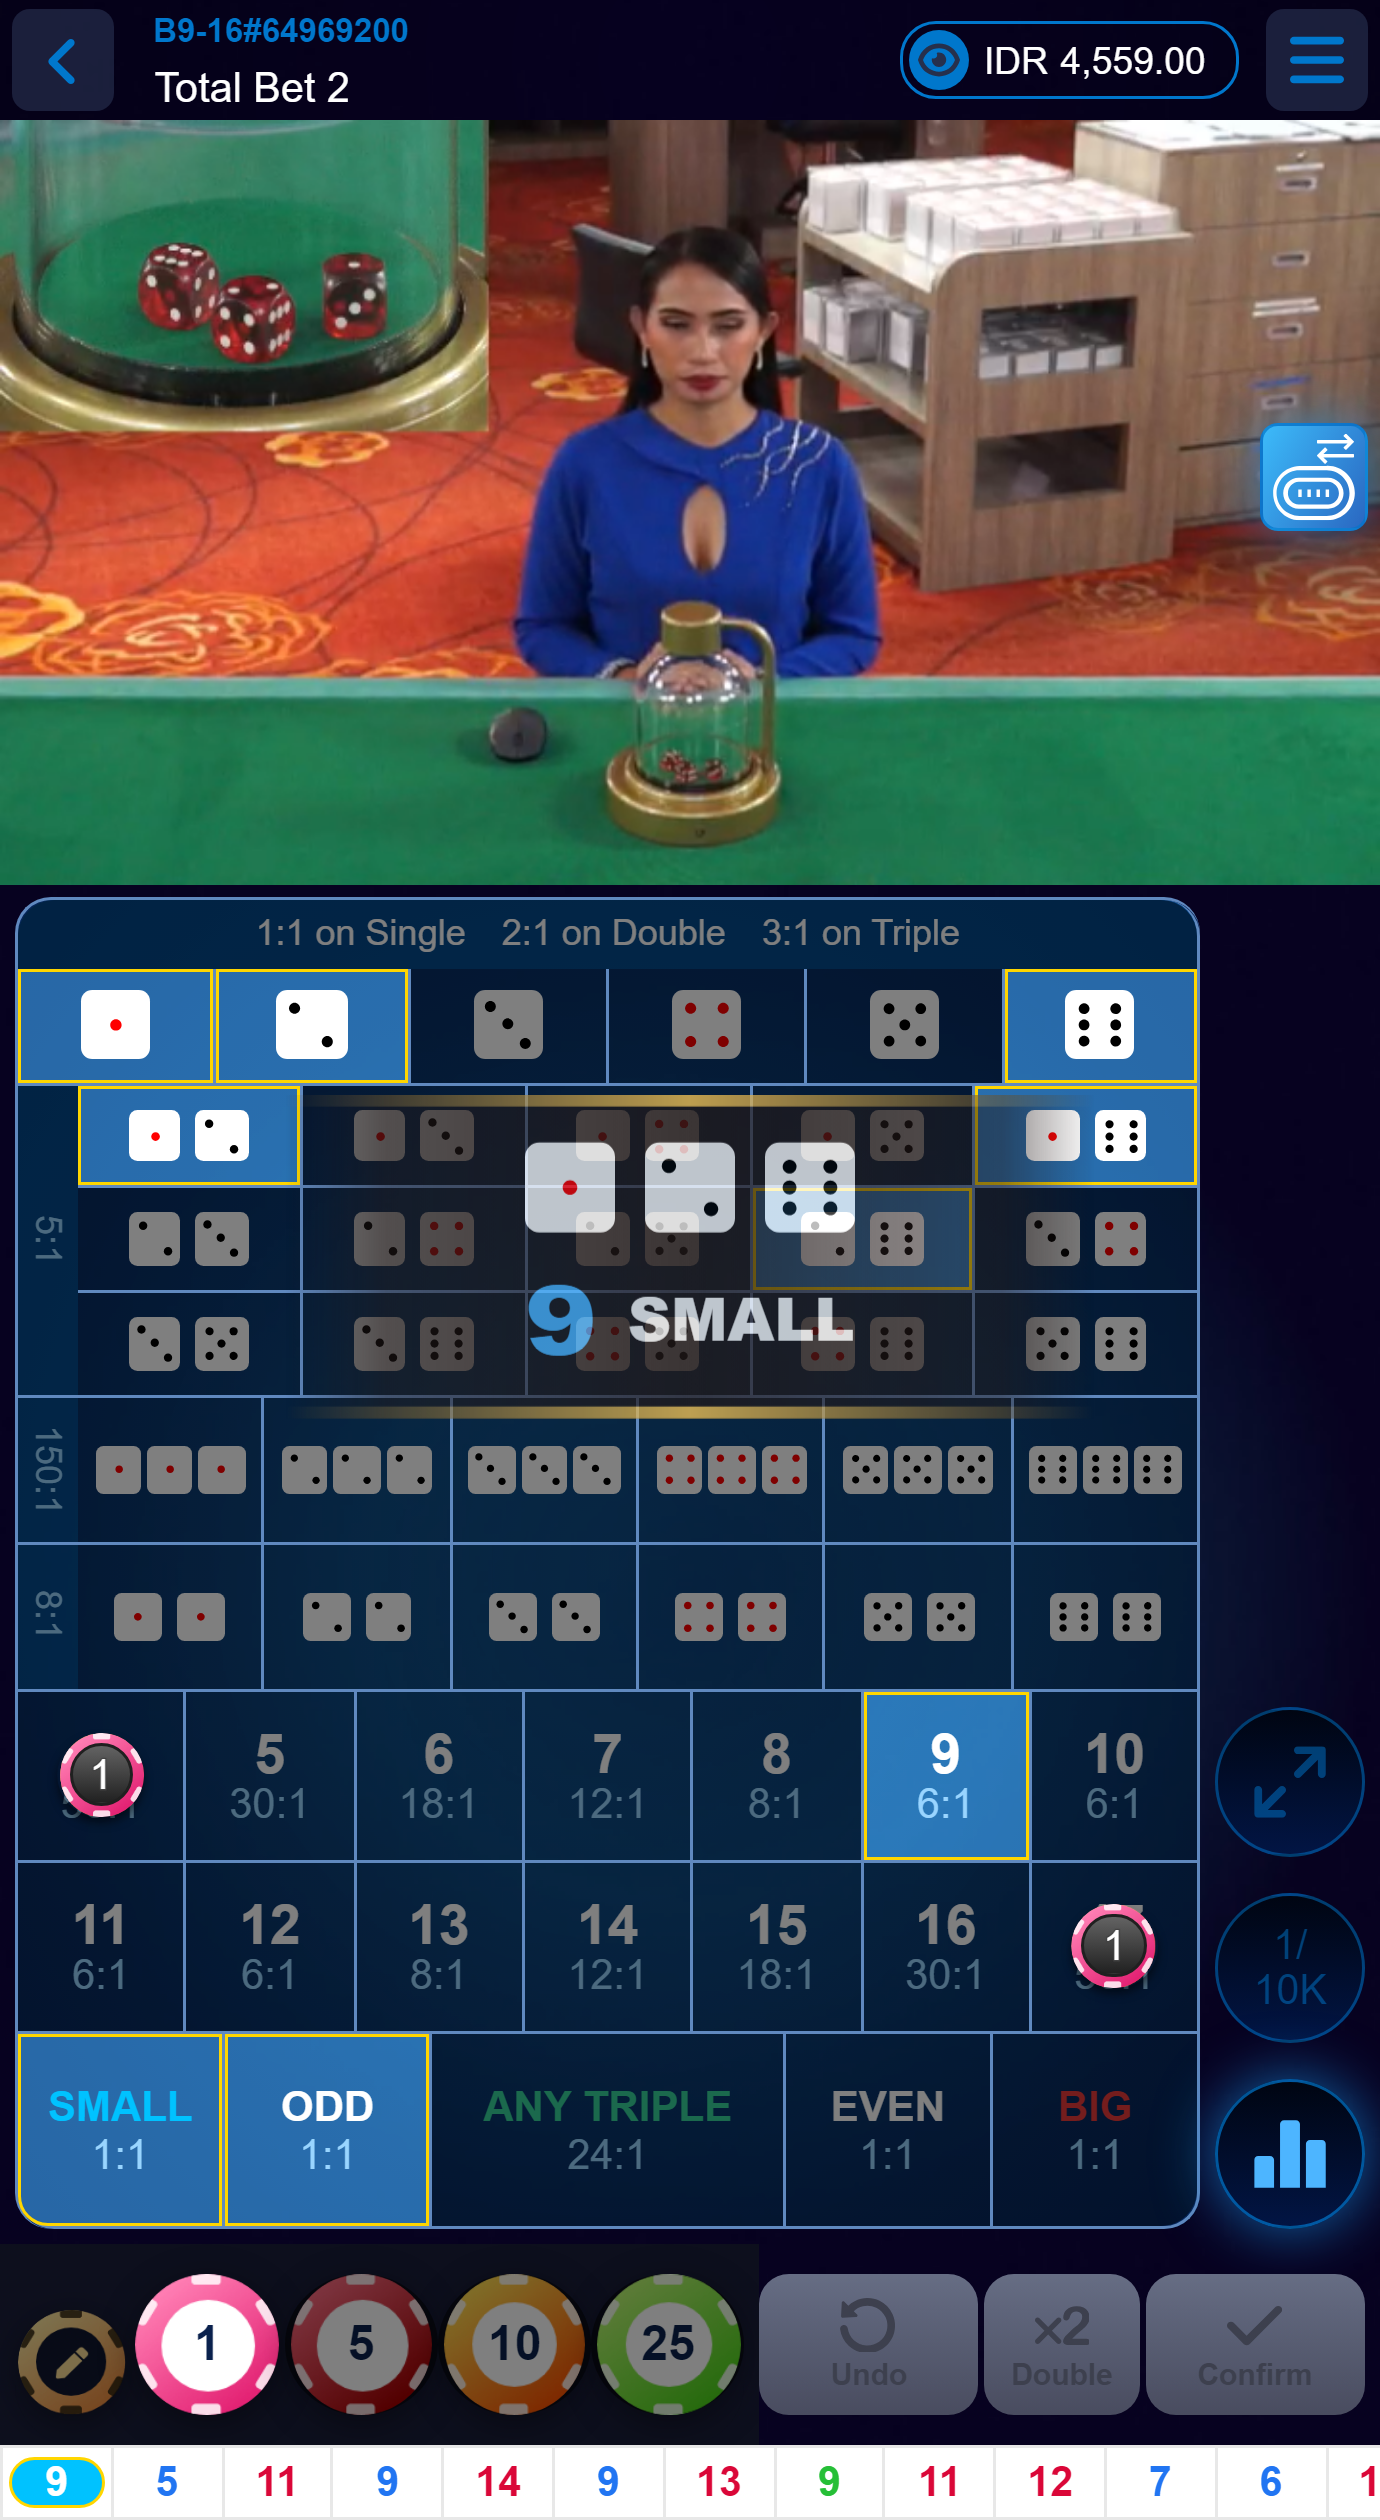 B9-16#64969200
Total Bet 2
IDR 4,559.00
1:1 on Single 2:1 on Double 3:1 on Triple
5:1
9 SMALL
150:1
8:1
1 5 6 7 8 9 10
30:1 18:1 12:1 8:1 6:1 6:1
11 12 13 14 15 16 1
6:1 6:1 8:1 12:1 18:1 30:1
1/
10K
SMALL ODD ANY TRIPLE EVEN BIG
1:1 1:1 24:1 1:1 1:1
1 5 10 25
x2
Undo Double Confirm
9 5 11 9 14 9 13 9 11 12 7 6